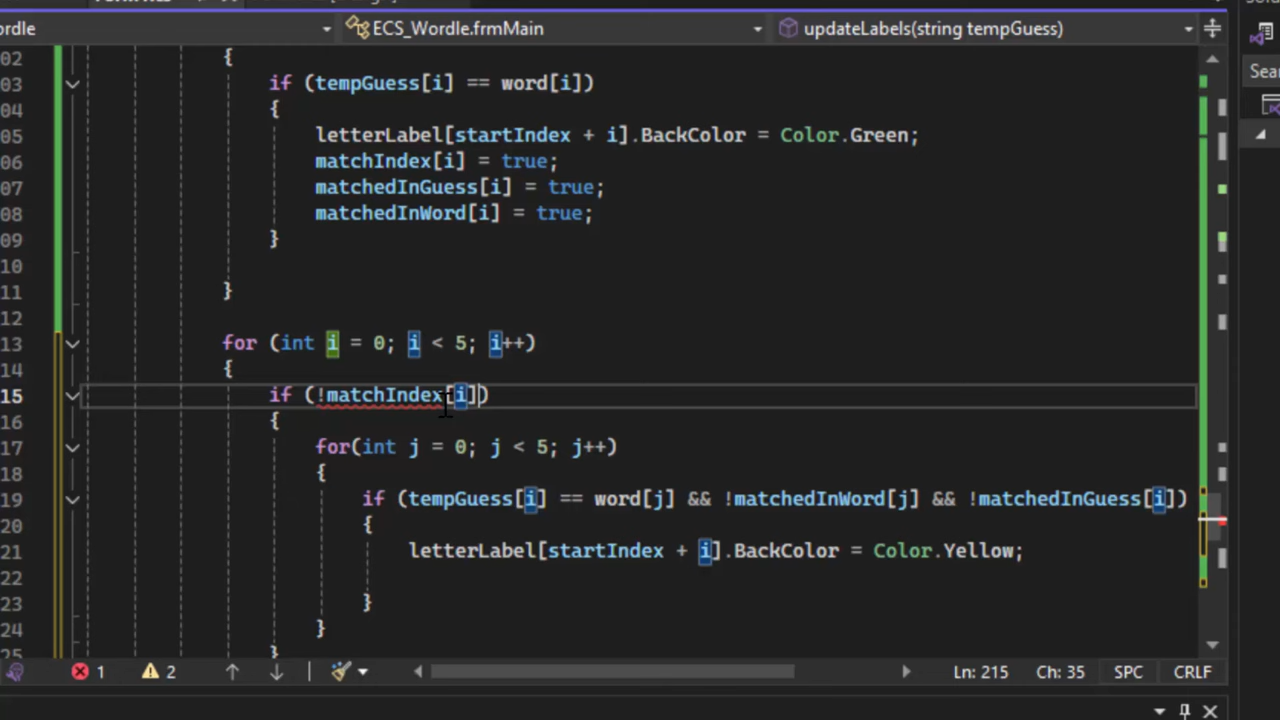 ordle ECS_Wordle.frmMain updateLabels(string tempGuess)
Sea
02 {
03 if (tempGuess[i] == word[i])
04 {
05 letterLabel[startIndex + i].BackColor = Color.Green;
06 matchIndex[i] = true;
07 matchedInGuess[i] = true;
08 matchedInWord[i] = true;
09 }
10
11 }
12
13 for (int i = 0; i < 5; i++)
14 {
15 if (!matchIndex[i])
16 {
17 for(int j = 0; j < 5; j++)
18 {
19 if (tempGuess[i] == word[j] && !matchedInWord[j] && !matchedInGuess[i])
20 {
21 letterLabel[startIndex + i].BackColor = Color.Yellow;
22
23 }
24 }
25 }
1 2 Ln: 215 Ch: 35 SPC CRLF